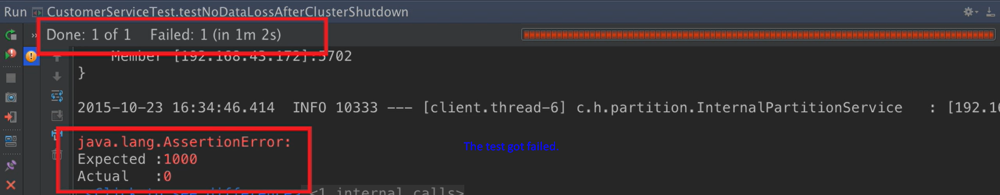 Run CustomerServiceTest.testNoDataLossAfterClusterShutdown
» Done: 1 of 1 Failed: 1 (in 1m 2s)
Member [192.168.43.172]:5702
}
2015-10-23 16:34:46.414 INFO 10333 --- [client.thread-6] c.h.partition.InternalPartitionService : [192.16
java.lang.AssertionError:
The test got failed.
Expected :1000
Actual :0
<Click to see difference> <1 internal calls>